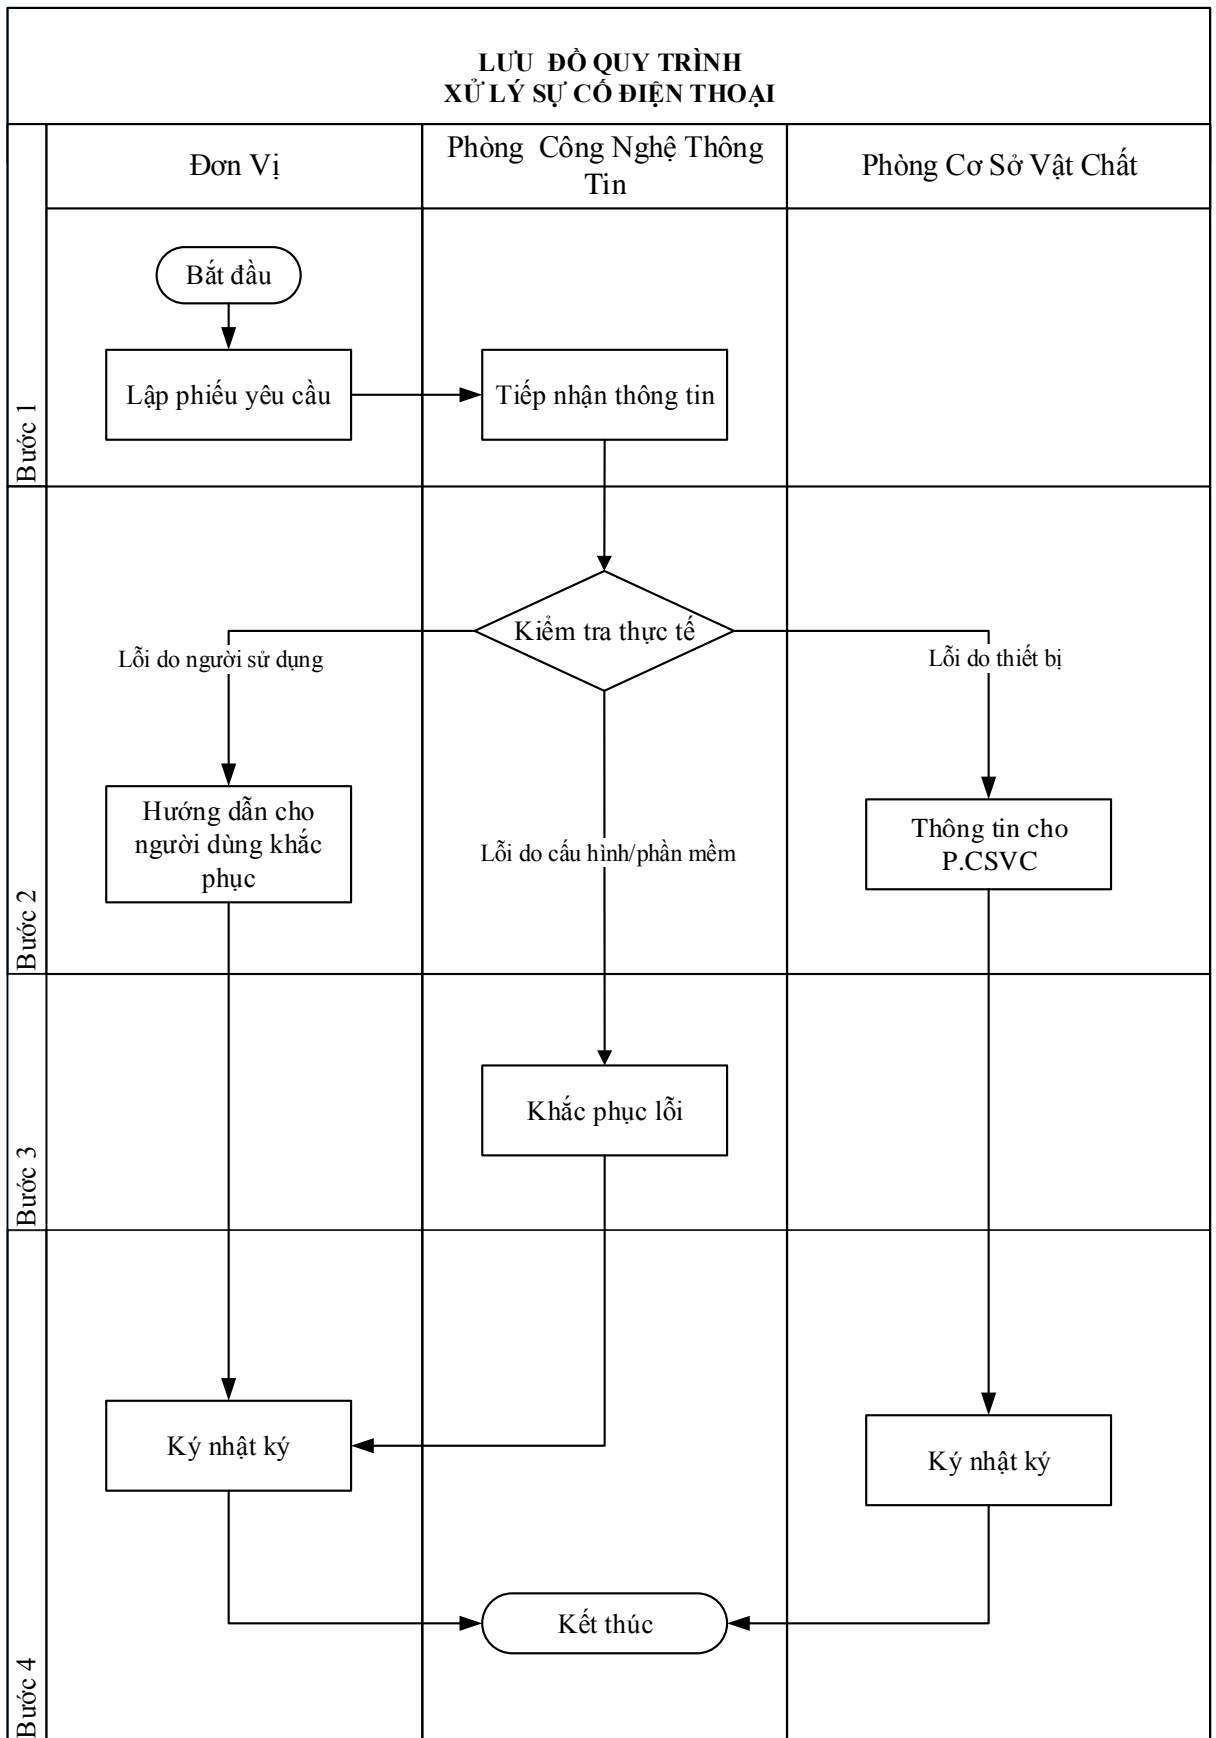 LƯU ĐỒ QUY TRÌNH
XỬ LÝ SỰ CỐ ĐIỆN THOẠI
Đơn Vị
Phòng Công Nghệ Thông
Tin
Phòng Cơ Sở Vật Chất
Bước 1
Bắt đầu
Lập phiếu yêu cầu
Tiếp nhận thông tin
Bước 2
Kiểm tra thực tế
Lỗi do người sử dụng
Lỗi do thiết bị
Hướng dẫn cho
người dùng khắc
phục
Lỗi do cấu hình/phần mềm
Thông tin cho
P.CSVC
Bước 3
Khắc phục lỗi
Bước 4
Ký nhật ký
Ký nhật ký
Kết thúc